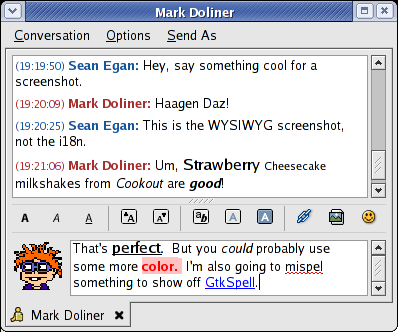 Mark Doliner
Conversation Options Send As
(19:19:50) Sean Egan: Hey, say something cool for a
screenshot.
(19:20:09) Mark Doliner: Haagen Daz!
(19:20:25) Sean Egan: This is the WYSIWYG screenshot,
not the i18n.
(19:21:06) Mark Doliner: Um, Strawberry Cheesecake
milkshakes from Cookout are good!
A A A A A ab A A
That's perfect. But you could probably use
some more color. I'm also going to mispel
something to show off GtkSpell.
Mark Doliner